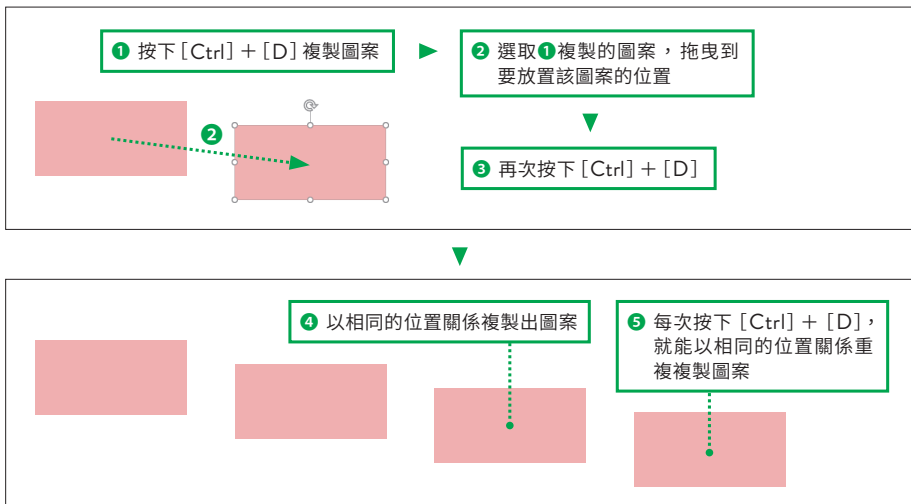 ❶ 按下 [Ctrl] + [D] 複製圖案
❷ 選取❶複製的圖案，拖曳到
要放置該圖案的位置
❷
❸ 再次按下 [Ctrl] + [D]
❹ 以相同的位置關係複製出圖案
❺ 每次按下 [Ctrl] + [D]，
就能以相同的位置關係重
複複製圖案